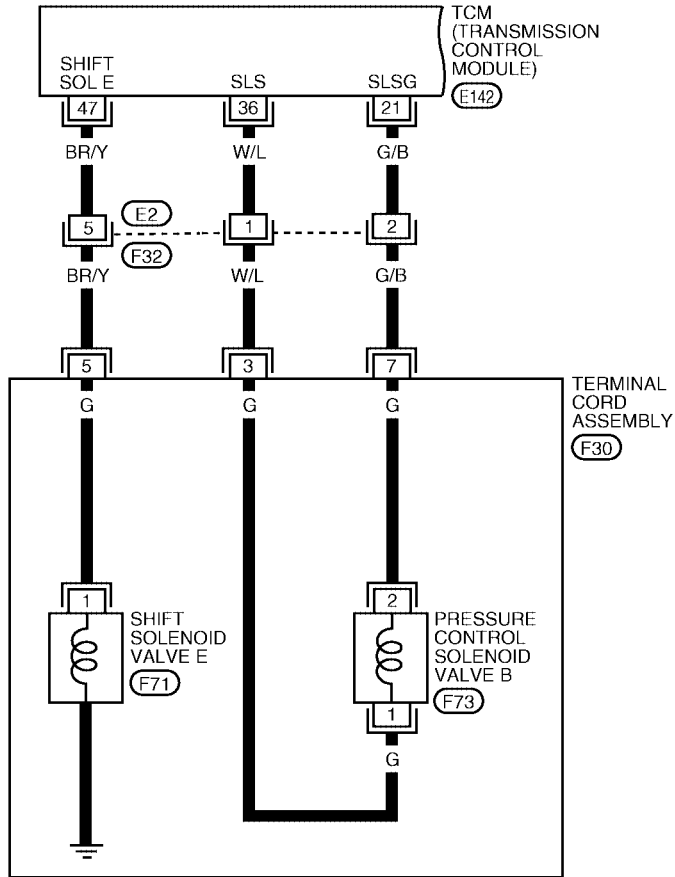 TCM
(TRANSMISSION
CONTROL
MODULE)
E142
SHIFT
SOL E
SLS
SLSG
47
36
21
BR/Y
W/L
G/B
5
E2
1
2
F32
BR/Y
W/L
G/B
5
3
7
TERMINAL
CORD
ASSEMBLY
F30
G
G
G
1
SHIFT
SOLENOID
VALVE E
F71
2
PRESSURE
CONTROL
SOLENOID
VALVE B
F73
1
G